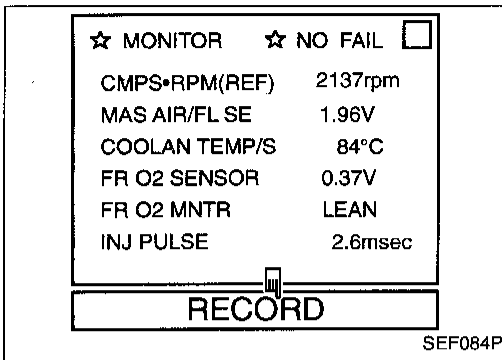 ☆ MONITOR ☆ NO FAIL
CMPS•RPM(REF) 2137rpm
MAS AIR/FL SE 1.96V
COOLAN TEMP/S 84°C
FR O2 SENSOR 0.37V
FR O2 MNTR LEAN
INJ PULSE 2.6msec
RECORD
SEF084P